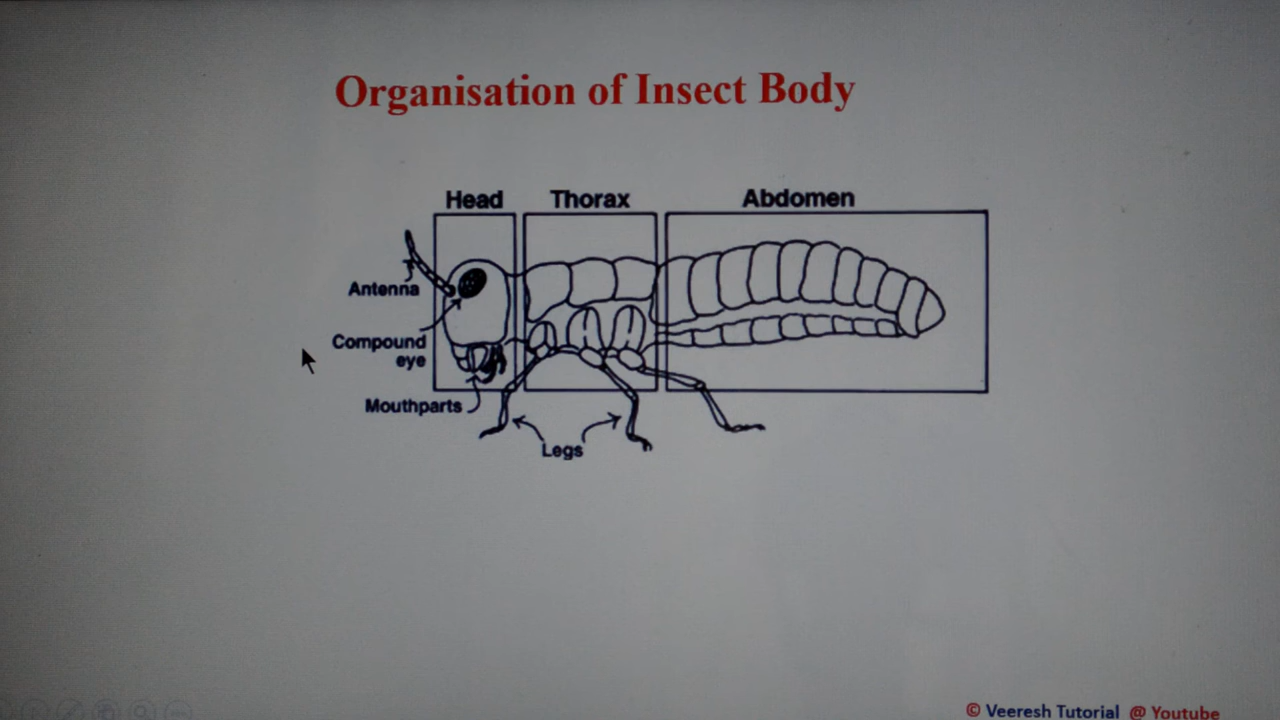 Organisation of Insect Body
Head Thorax Abdomen
Antenna
Compound
eye
Mouthparts
Legs
© Veeresh Tutorial @ Youtube